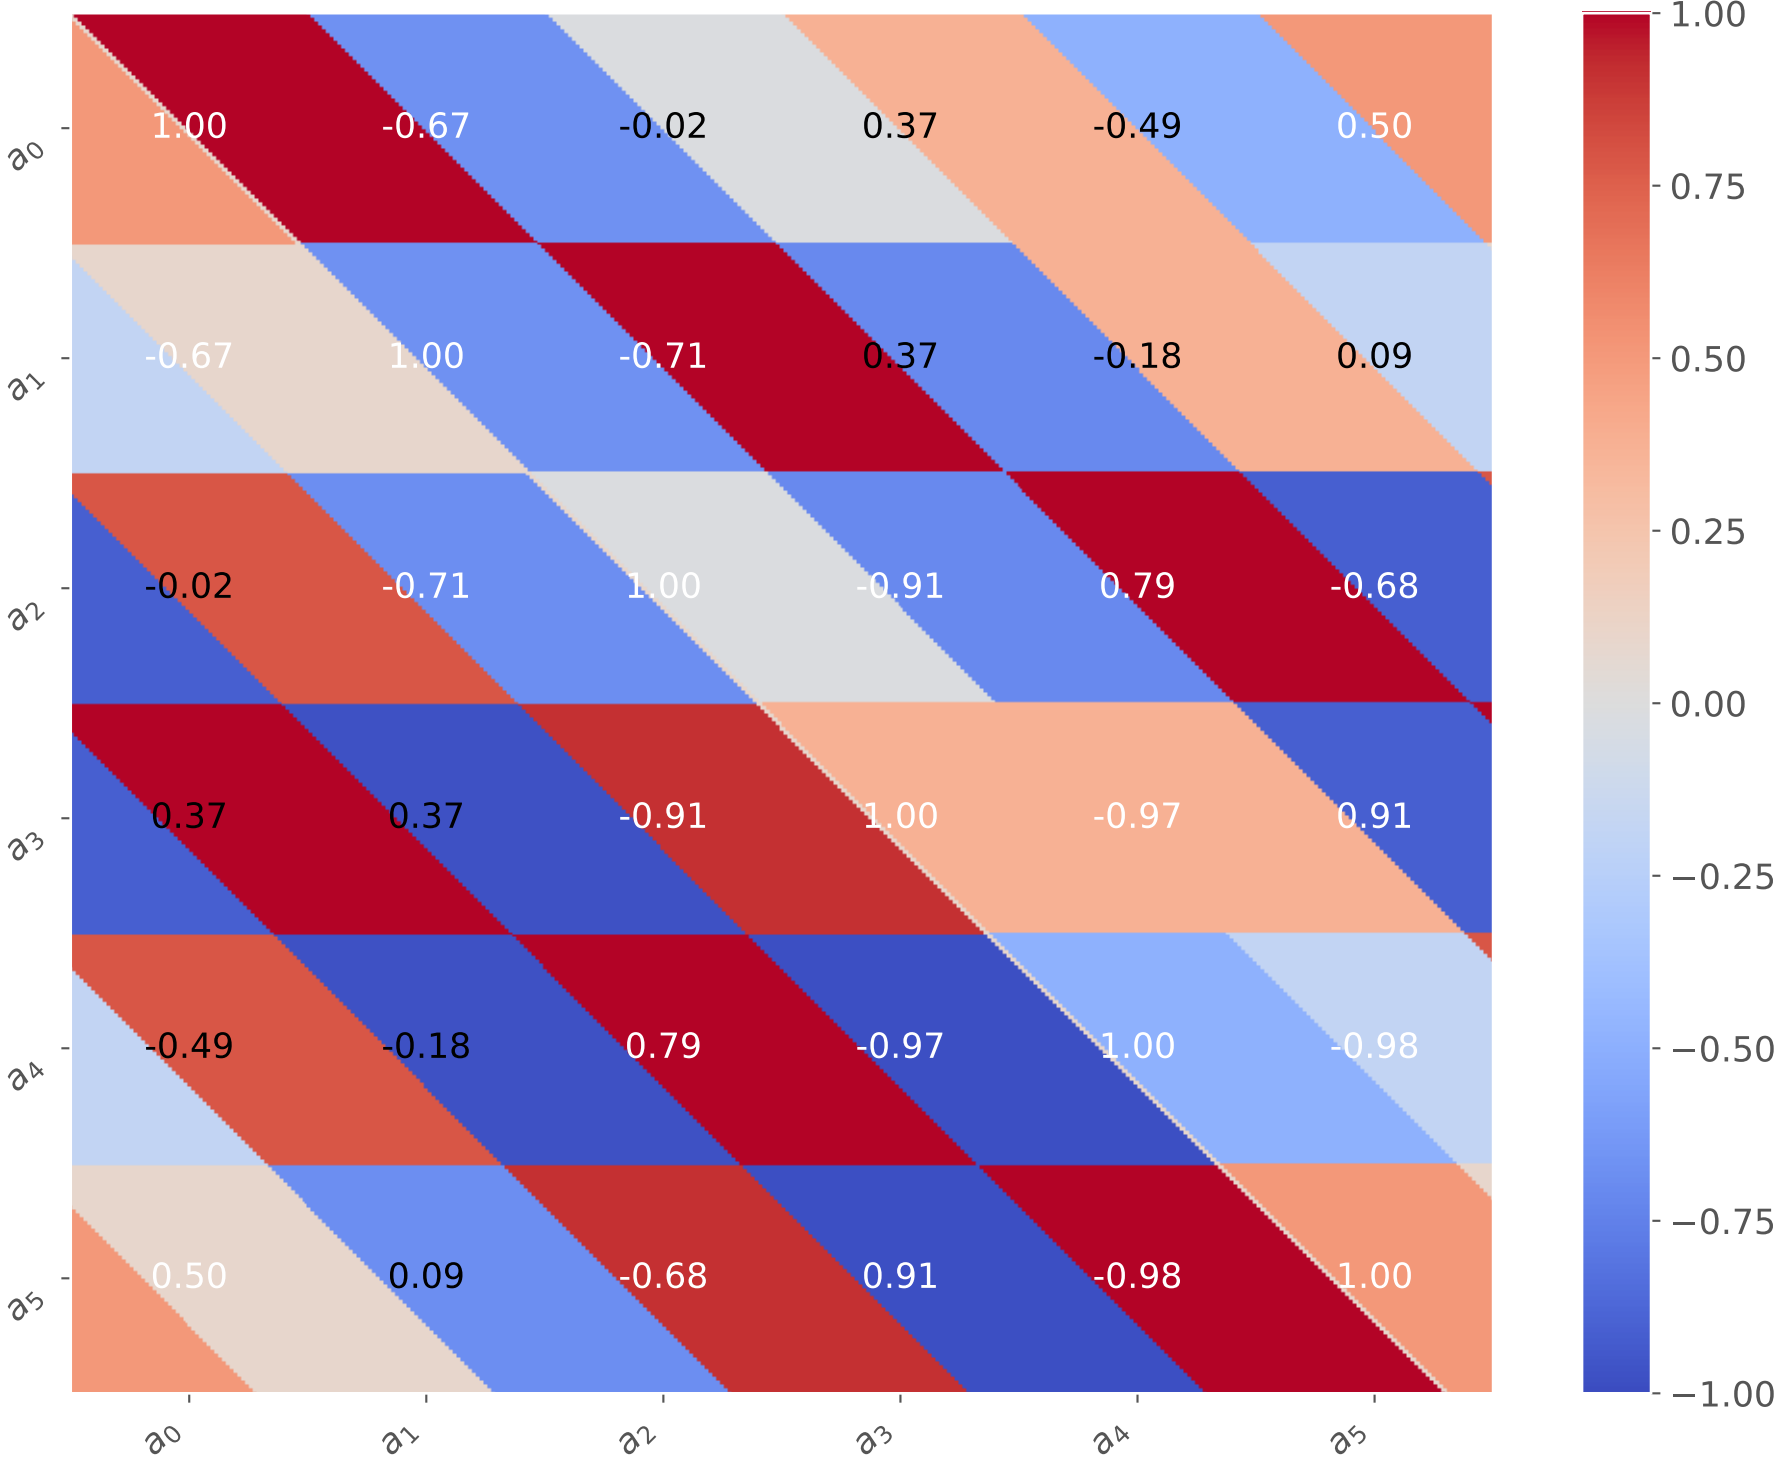 1.00 -0.67 -0.02 0.37 -0.49 0.50
-0.67 1.00 -0.71 0.37 -0.18 0.09
-0.02 -0.71 1.00 -0.91 0.79 -0.68
0.37 0.37 -0.91 1.00 -0.97 0.91
-0.49 -0.18 0.79 -0.97 1.00 -0.98
0.50 0.09 -0.68 0.91 -0.98 1.00
a₀
a₁
a₂
a₃
a₄
a₅
a₀ a₁ a₂ a₃ a₄ a₅
1.00
0.75
0.50
0.25
0.00
−0.25
−0.50
−0.75
−1.00